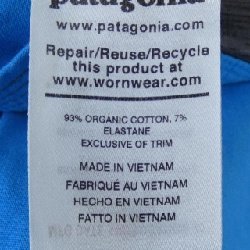 patagonia
www.patagonia.com
Repair/Reuse/Recycle
this product at
www.wornwear.com
93% ORGANIC COTTON, 7%
ELASTANE
EXCLUSIVE OF TRIM
MADE IN VIETNAM
FABRIQUÉ AU VIETNAM
HECHO EN VIETNAM
FATTO IN VIETNAM